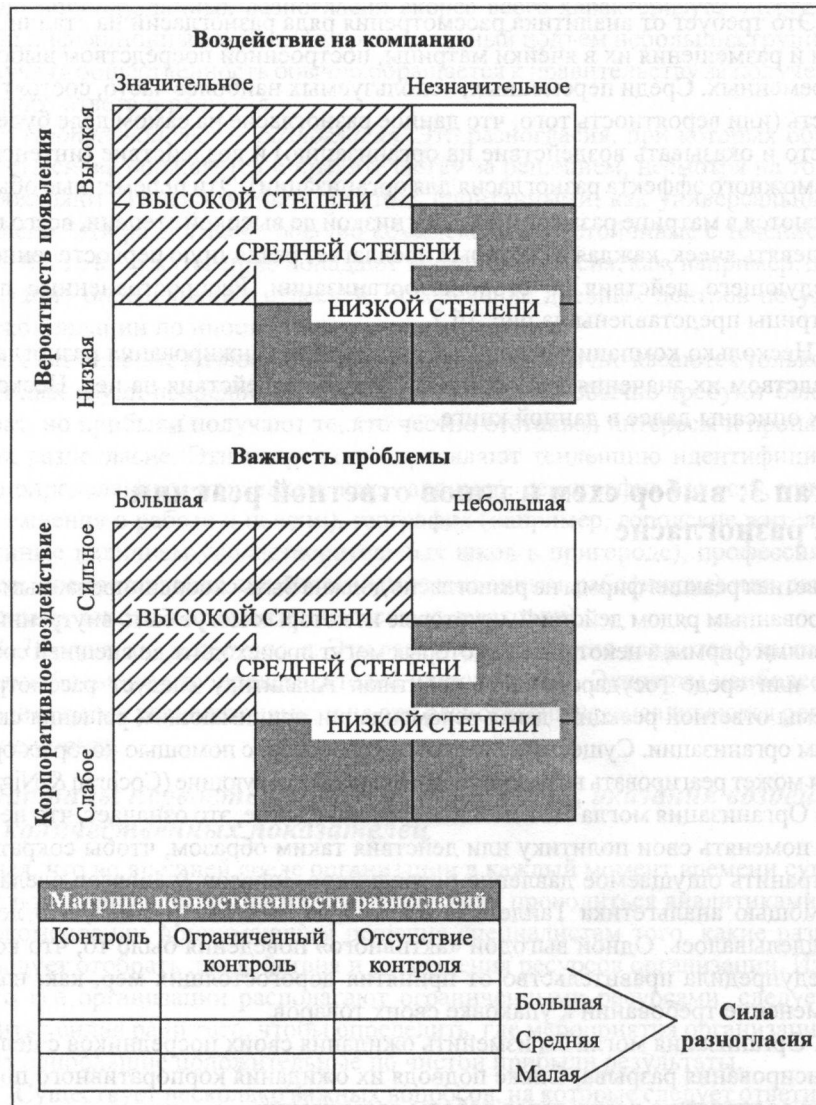 Воздействие на компанию
Значительное Незначительное
Вероятность появления
Высокая
Низкая
ВЫСОКОЙ СТЕПЕНИ
СРЕДНЕЙ СТЕПЕНИ
НИЗКОЙ СТЕПЕНИ
Важность проблемы
Большая Небольшая
Корпоративное воздействие
Сильное
Слабое
ВЫСОКОЙ СТЕПЕНИ
СРЕДНЕЙ СТЕПЕНИ
НИЗКОЙ СТЕПЕНИ
Матрица первостепенности разногласий
Контроль Ограниченный Отсутствие
контроль контроля
Большая
Средняя
Малая
Сила
разногласия